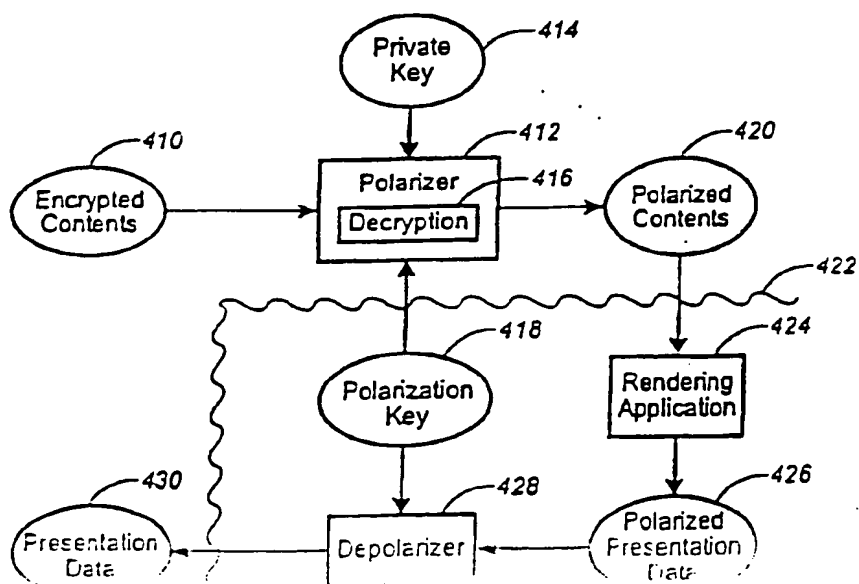 Private
Key
414
410
412
420
Encrypted
Contents
Polarizer
416
Decryption
Polarized
Contents
422
418
424
Polarization
Key
Rendering
Application
430
428
426
Presentation
Data
Depolarizer
Polarized
Presentation
Data